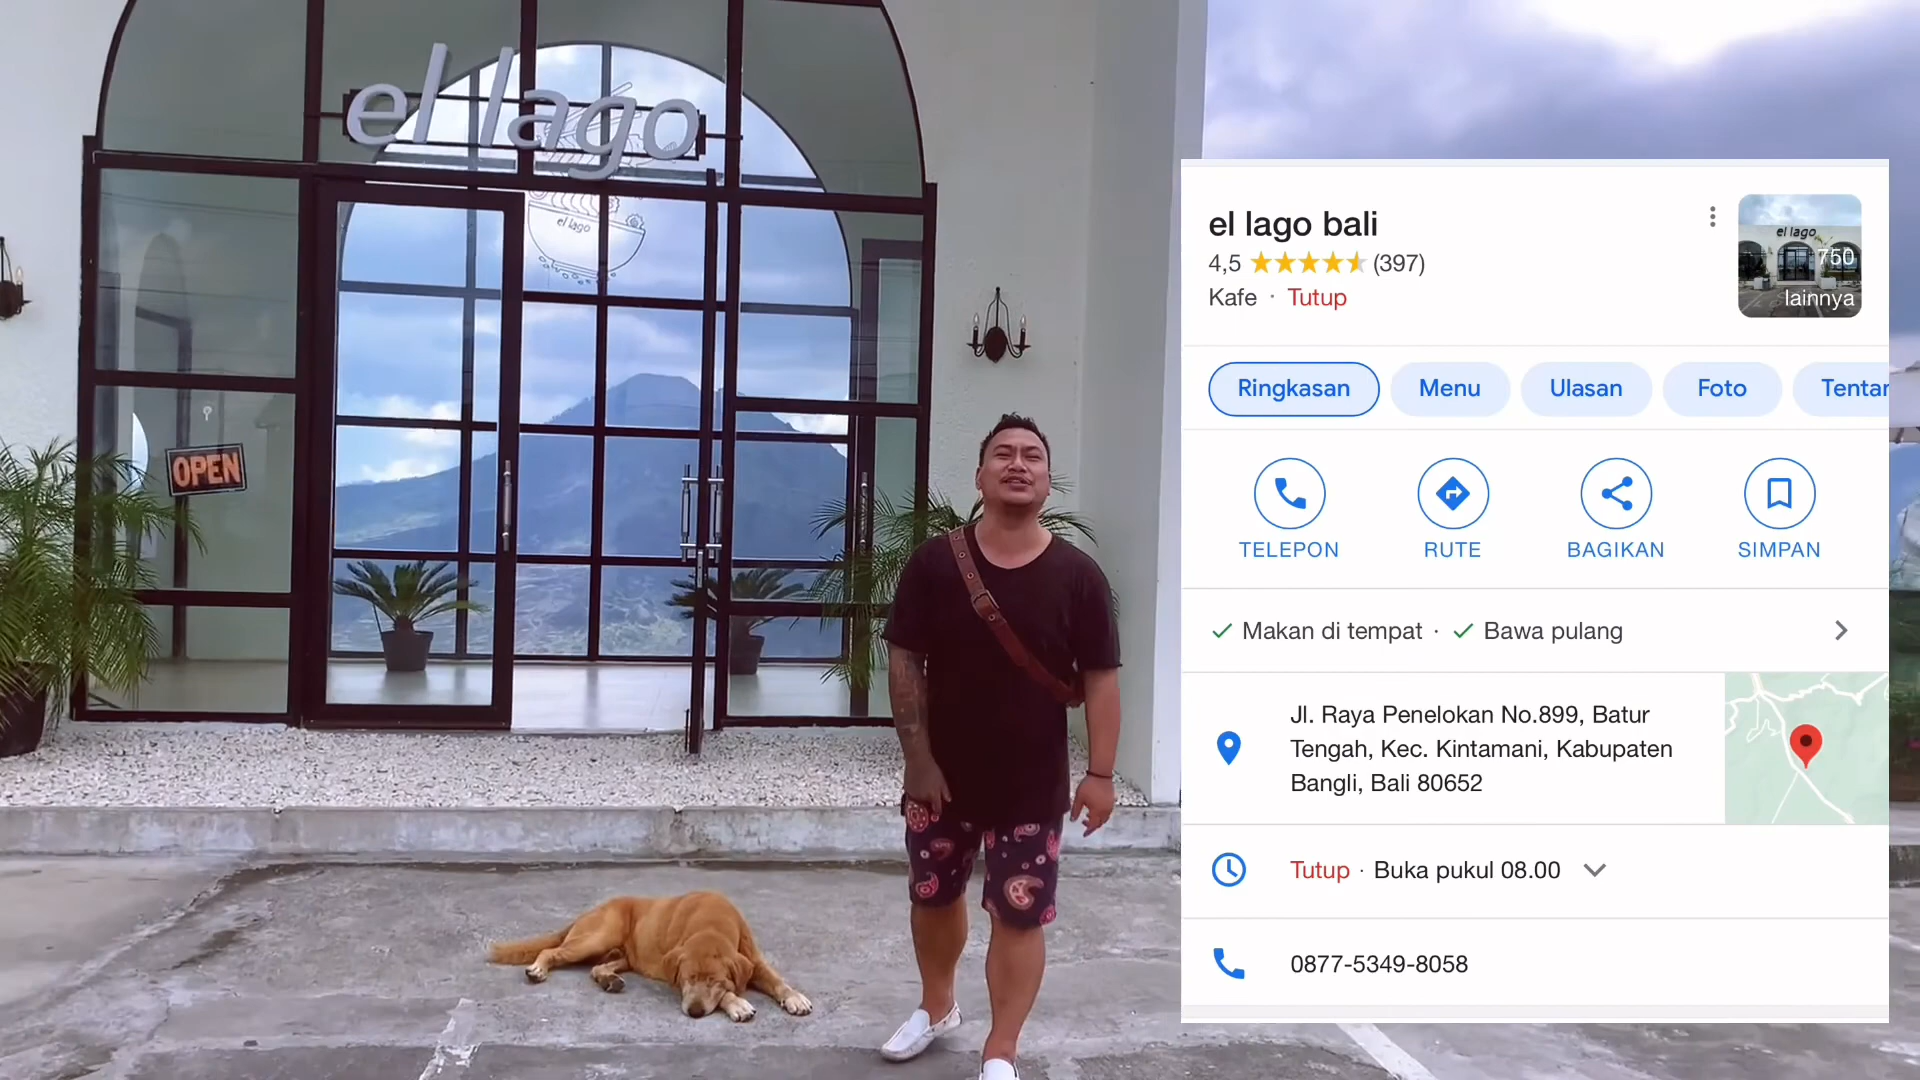 el lago
el lago
OPEN
el lago bali
4,5 (397)
Kafe · Tutup
el lago
750
lainnya
Ringkasan Menu Ulasan Foto Tentan
TELEPON RUTE BAGIKAN SIMPAN
Makan di tempat · Bawa pulang
Jl. Raya Penelokan No.899, Batur
Tengah, Kec. Kintamani, Kabupaten
Bangli, Bali 80652
Tutup · Buka pukul 08.00
0877-5349-8058